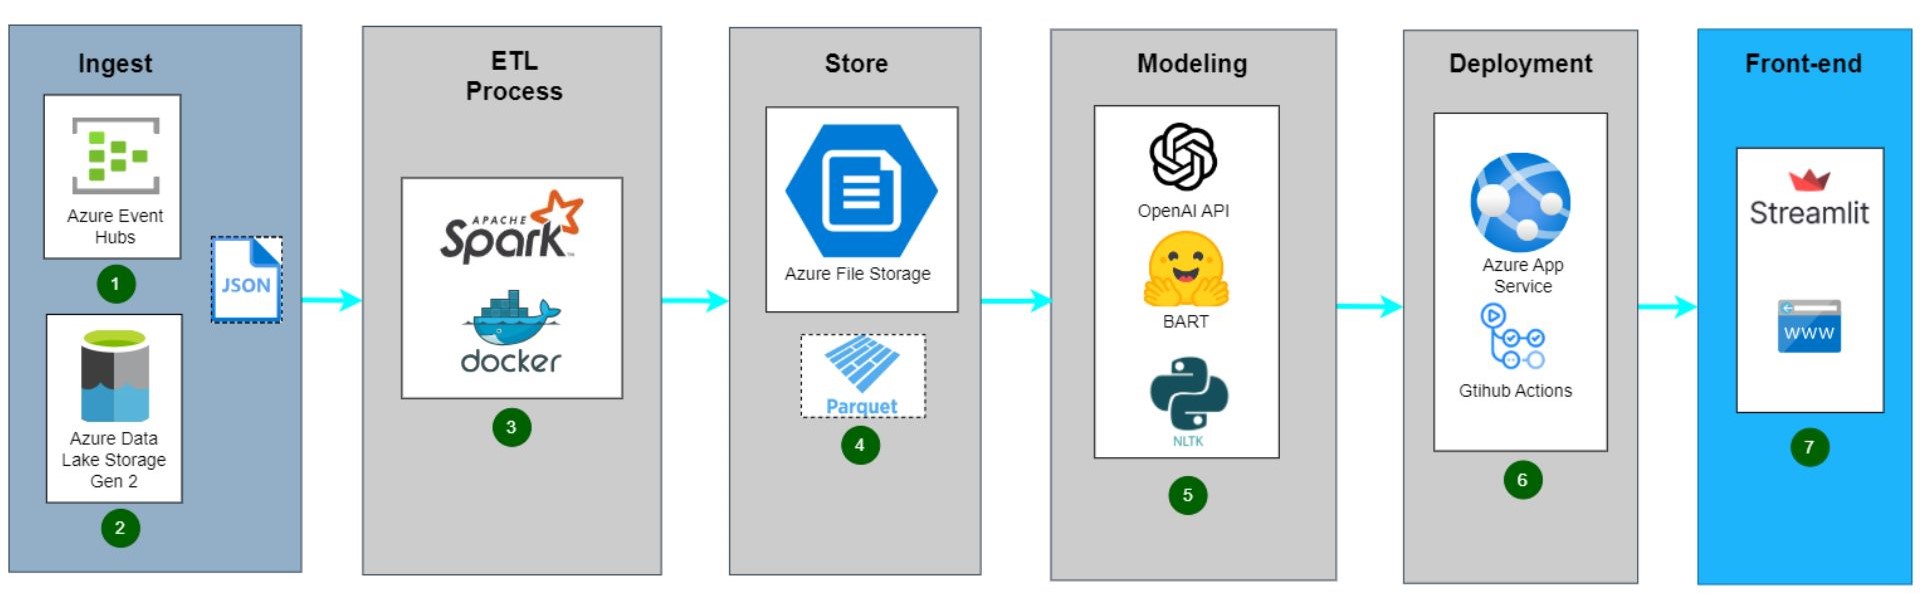 Ingest
Azure Event
Hubs
1
JSON
Azure Data
Lake Storage
Gen 2
2
ETL
Process
APACHE
Spark
docker
3
Store
Azure File Storage
Parquet
4
Modeling
OpenAI API
BART
NLTK
5
Deployment
Azure App
Service
Gtihub Actions
6
Front-end
Streamlit
www
7